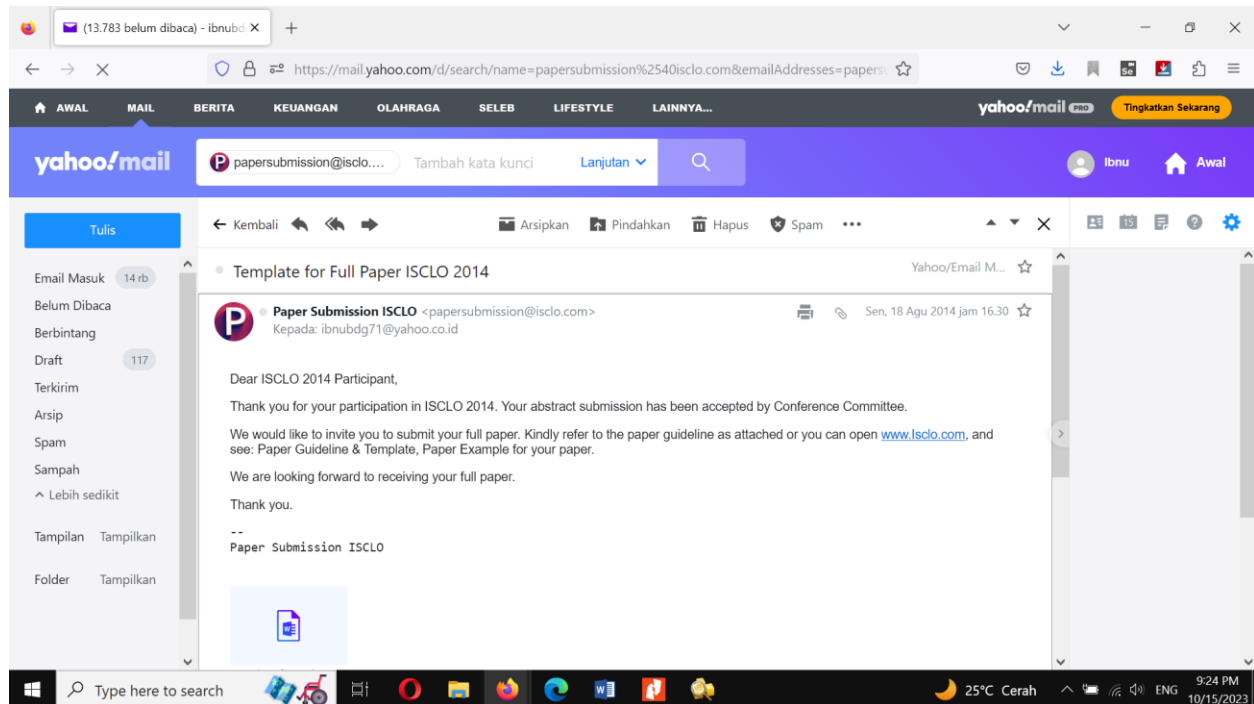 (13.783 belum dibaca) - ibnubd
https://mail.yahoo.com/d/search/name=papersubmission%2540isclo.com&emailAddresses=papers
AWAL MAIL BERITA KEUANGAN OLAHRAGA SELEB LIFESTYLE LAINNYA... yahoo!mail PRO Tingkatkan Sekarang
yahoo!mail P papersubmission@isclo.... Tambah kata kunci Lanjutan Ibnu Awal
Tulis
Kembali Arsipkan Pindahkan Hapus Spam ••• 15
Email Masuk 14 rb
Belum Dibaca
Berbintang
Draft 117
Terkirim
Arsip
Spam
Sampah
Lebih sedikit
Tampilan Tampilkan
Folder Tampilkan
Template for Full Paper ISCLO 2014 Yahoo/Email M...
P Paper Submission ISCLO <papersubmission@isclo.com> Sen, 18 Agu 2014 jam 16.30
Kepada: ibnubdg71@yahoo.co.id
Dear ISCLO 2014 Participant,
Thank you for your participation in ISCLO 2014. Your abstract submission has been accepted by Conference Committee.
We would like to invite you to submit your full paper. Kindly refer to the paper guideline as attached or you can open www.Isclo.com, and
see: Paper Guideline & Template, Paper Example for your paper.
We are looking forward to receiving your full paper.
Thank you.
--
Paper Submission ISCLO
Type here to search 25°C Cerah ENG 9:24 PM
10/15/2023